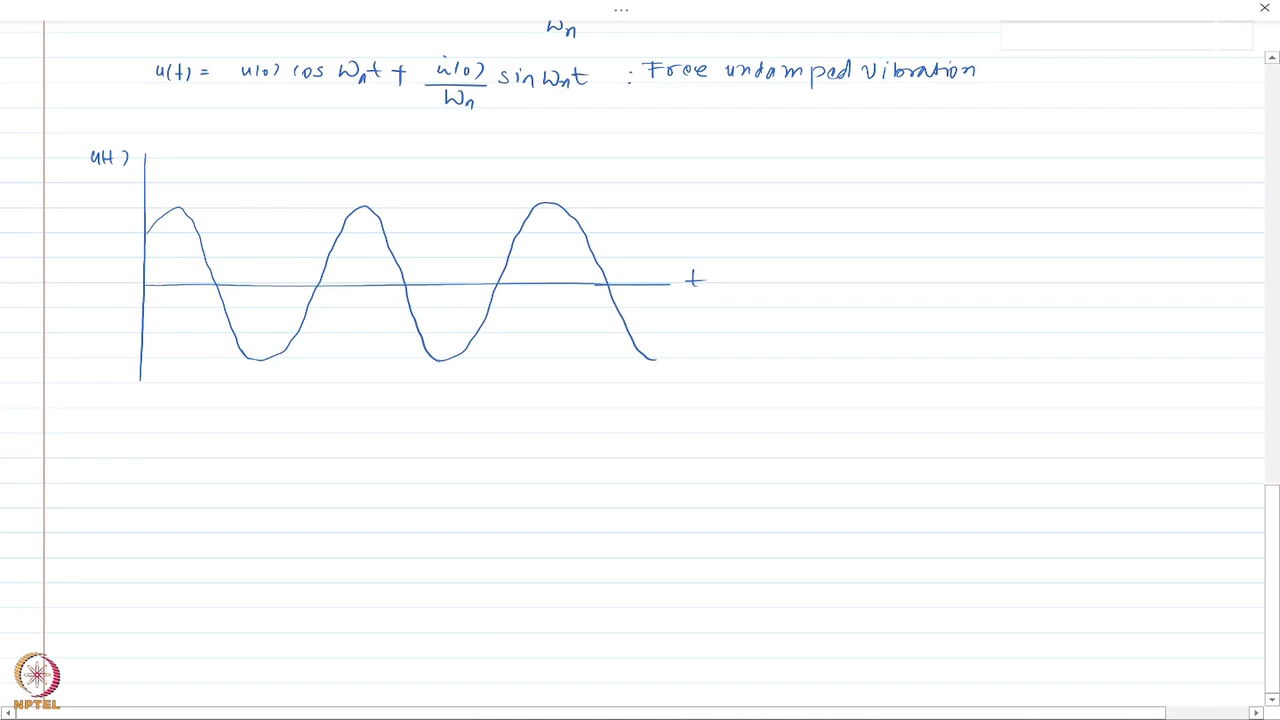 ωn
u(t) = u(0) cos ωnt + u̇(0)/ωn sin ωnt : Free undamped vibration
u(t)
t
NPTEL